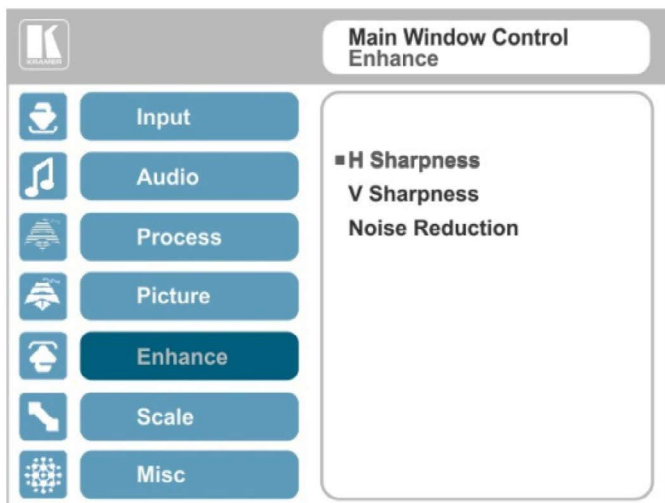 KRAMER
Main Window Control
Enhance
Input
Audio
Process
Picture
Enhance
Scale
Misc
H Sharpness
V Sharpness
Noise Reduction